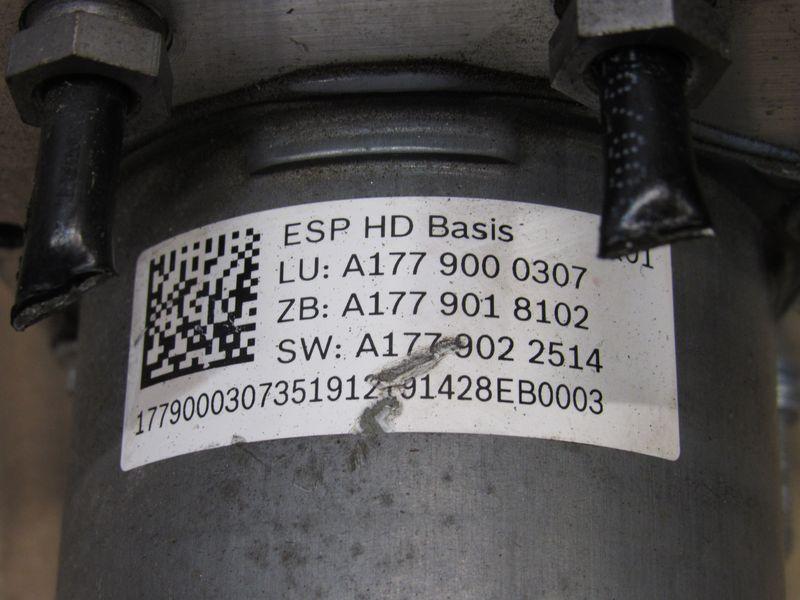 ESP HD Basis
LU: A177 900 0307
ZB: A177 901 8102
SW: A177 902 2514